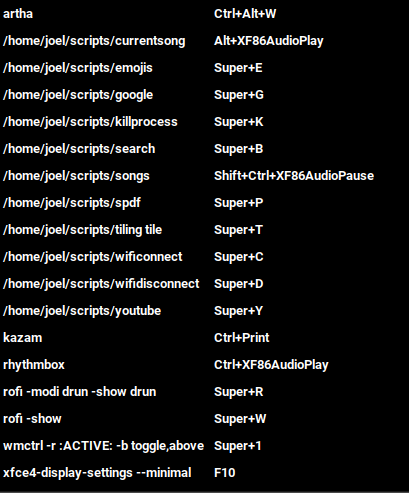 artha Ctrl+Alt+W
/home/joel/scripts/currentsong Alt+XF86AudioPlay
/home/joel/scripts/emojis Super+E
/home/joel/scripts/google Super+G
/home/joel/scripts/killprocess Super+K
/home/joel/scripts/search Super+B
/home/joel/scripts/songs Shift+Ctrl+XF86AudioPause
/home/joel/scripts/spdf Super+P
/home/joel/scripts/tiling tile Super+T
/home/joel/scripts/wificonnect Super+C
/home/joel/scripts/wifidisconnect Super+D
/home/joel/scripts/youtube Super+Y
kazam Ctrl+Print
rhythmbox Ctrl+XF86AudioPlay
rofi -modi drun -show drun Super+R
rofi -show Super+W
wmctrl -r :ACTIVE: -b toggle,above Super+1
xfce4-display-settings --minimal F10